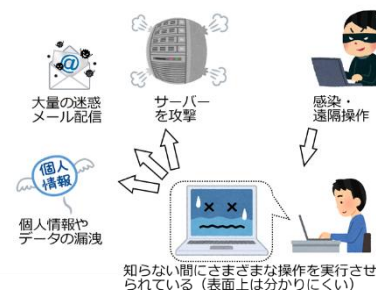 @
大量の迷惑
メール配信
サーバー
を攻撃
感染・
遠隔操作
個人
情報
個人情報や
データの漏洩
知らない間にさまざまな操作を実行させ
られている（表面上は分かりにくい）